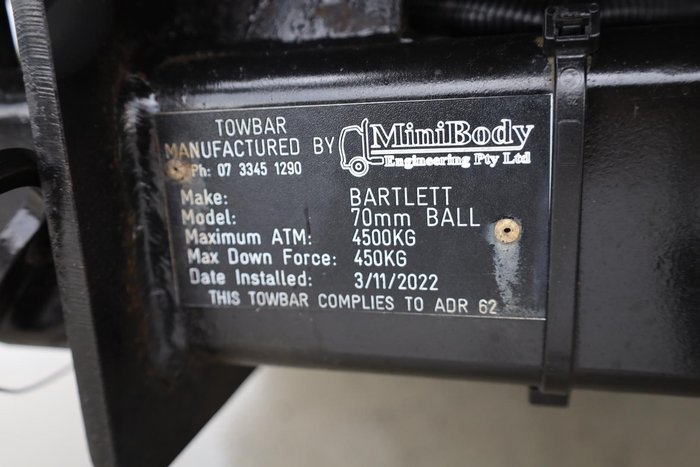 TOWBAR
MANUFACTURED BY MiniBody
Engineering Pty Ltd
Ph: 07 3345 1290
Make: BARTLETT
Model: 70mm BALL
Maximum ATM: 4500KG
Max Down Force: 450KG
Date Installed: 3/11/2022
THIS TOWBAR COMPLIES TO ADR 62